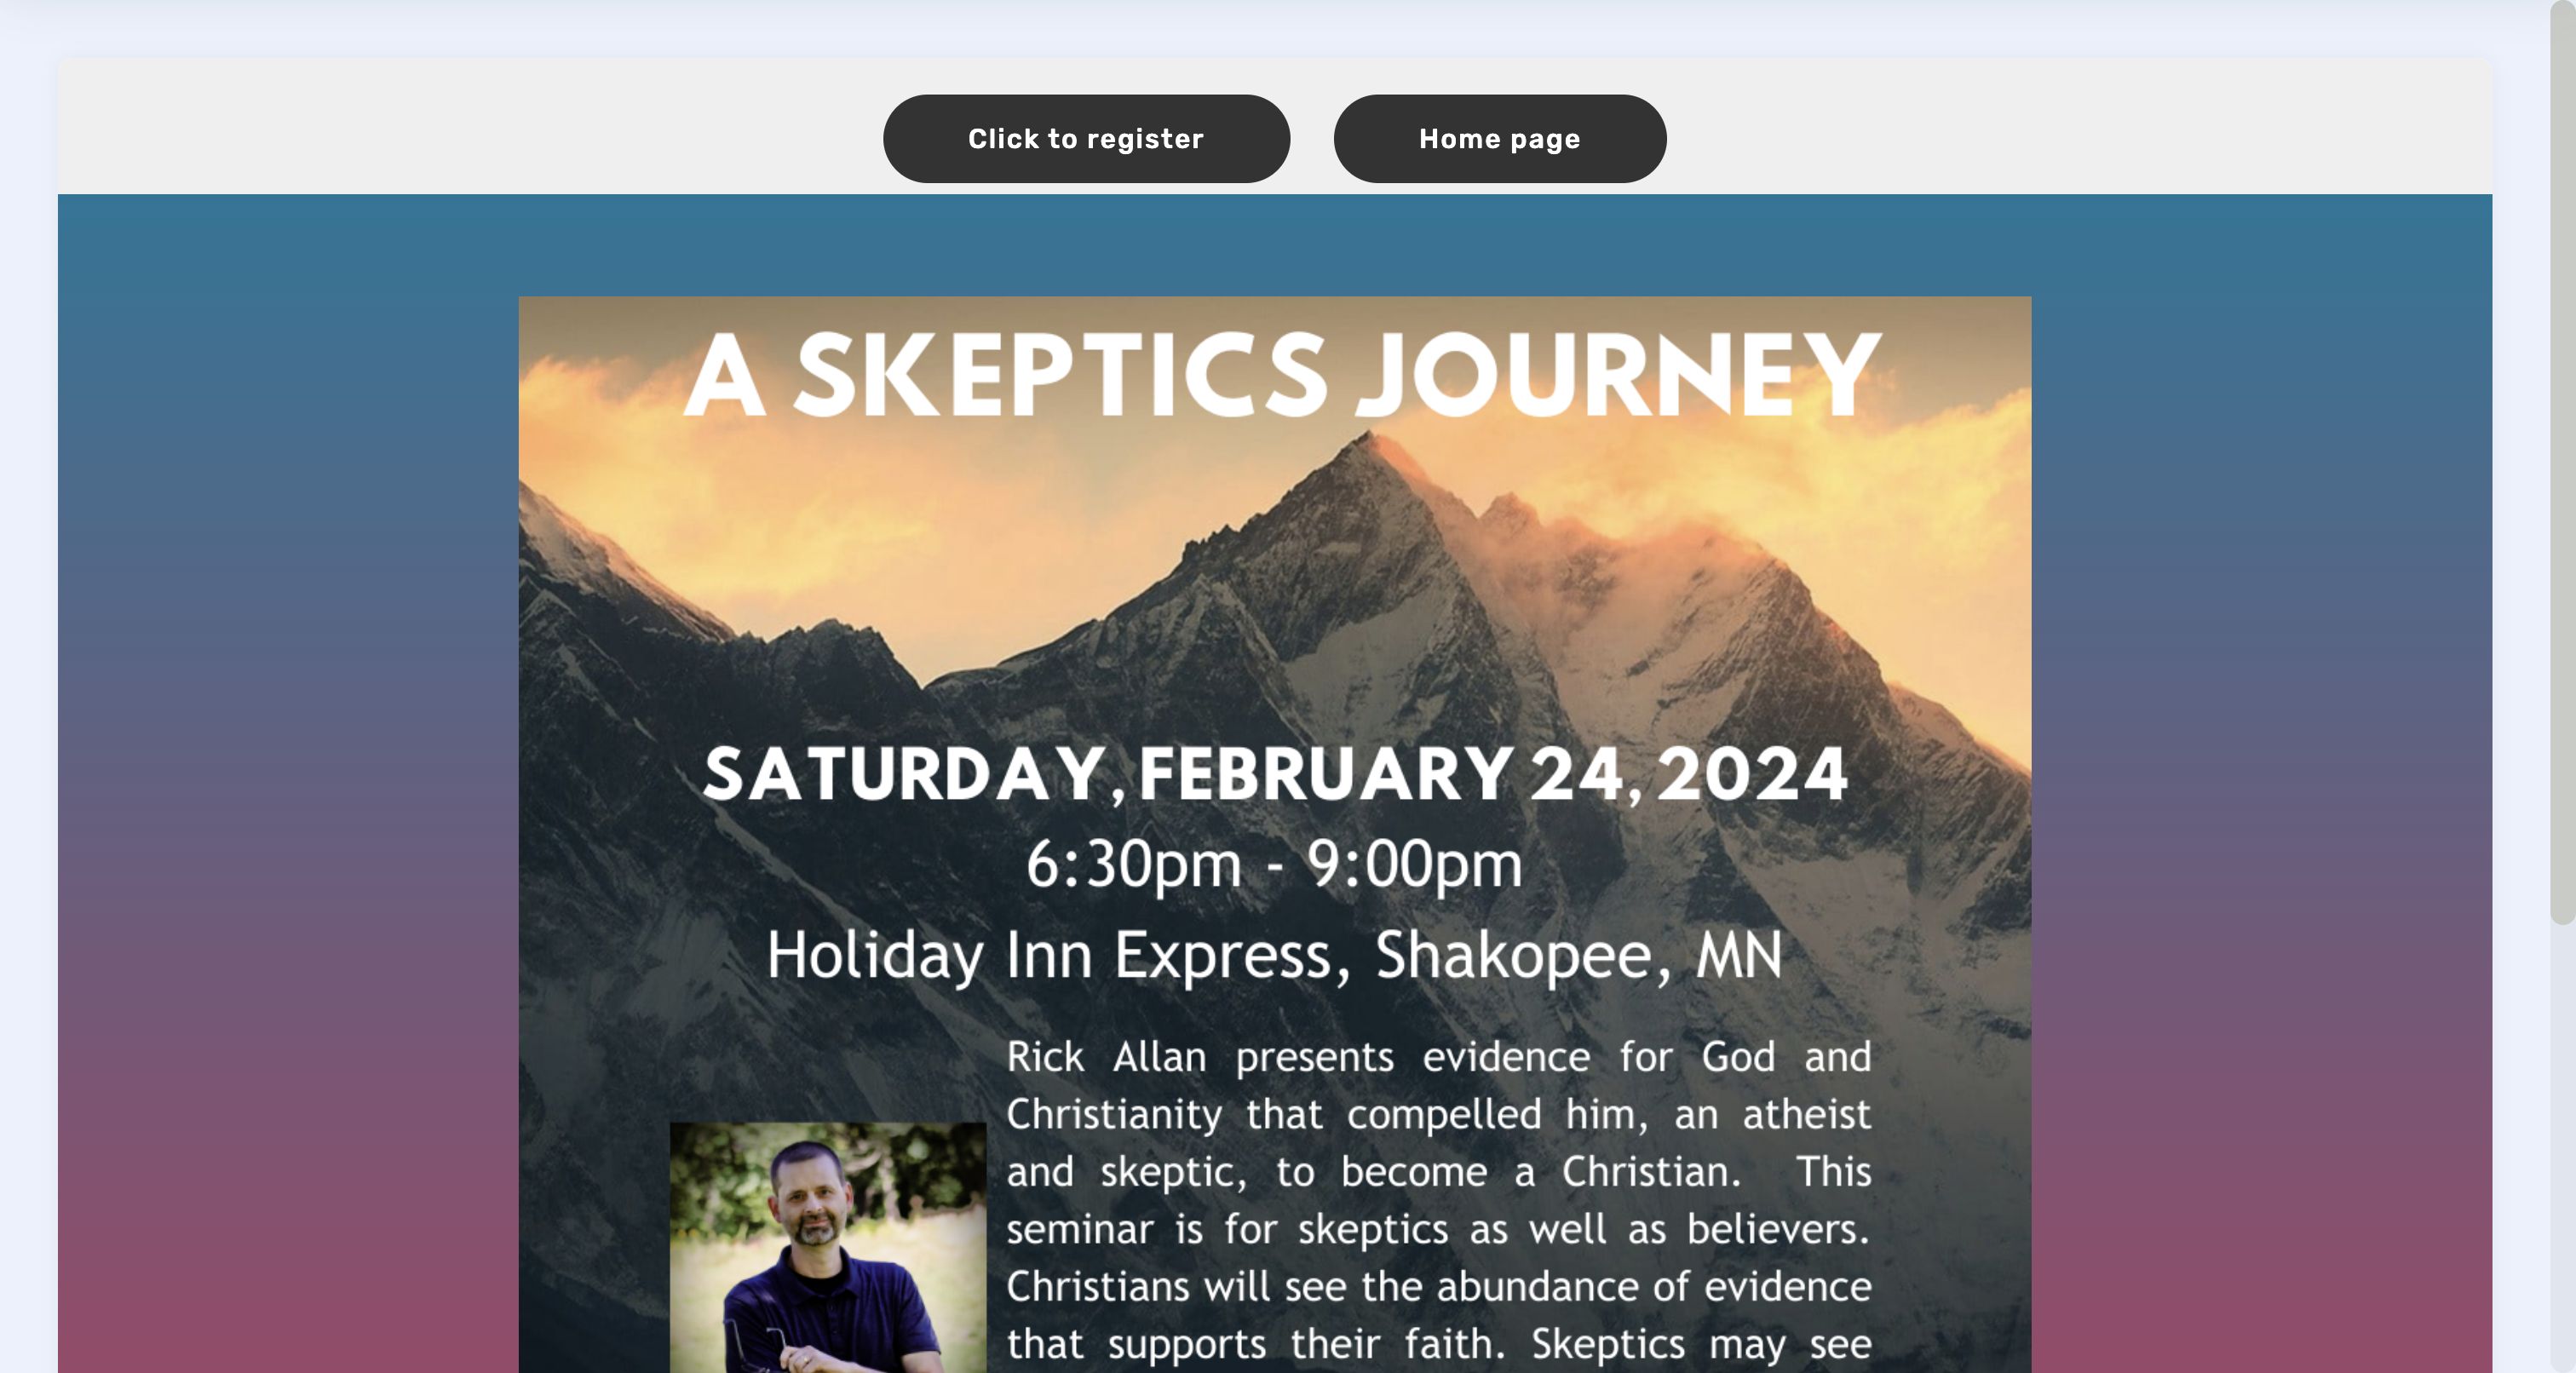 Click to register
Home page
A SKEPTICS JOURNEY
SATURDAY, FEBRUARY 24, 2024
6:30pm - 9:00pm
Holiday Inn Express, Shakopee, MN
Rick Allan presents evidence for God and
Christianity that compelled him, an atheist
and skeptic, to become a Christian. This
seminar is for skeptics as well as believers.
Christians will see the abundance of evidence
that supports their faith. Skeptics may see